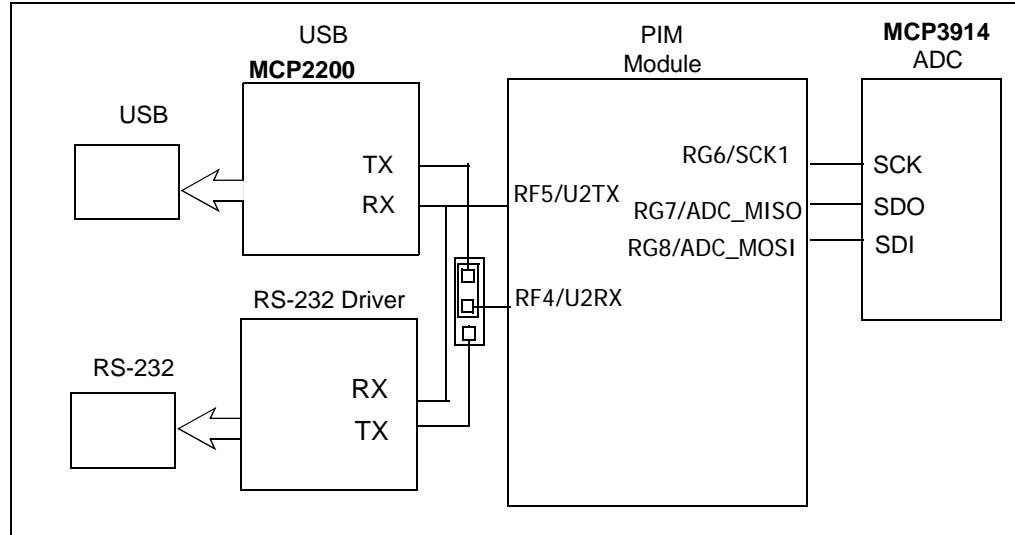 USB
MCP2200
PIM
Module
MCP3914
ADC
USB
TX
RX
RF5/U2TX
RG6/SCK1
RG7/ADC_MISO
RG8/ADC_MOSI
SCK
SDO
SDI
RF4/U2RX
RS-232 Driver
RS-232
RX
TX